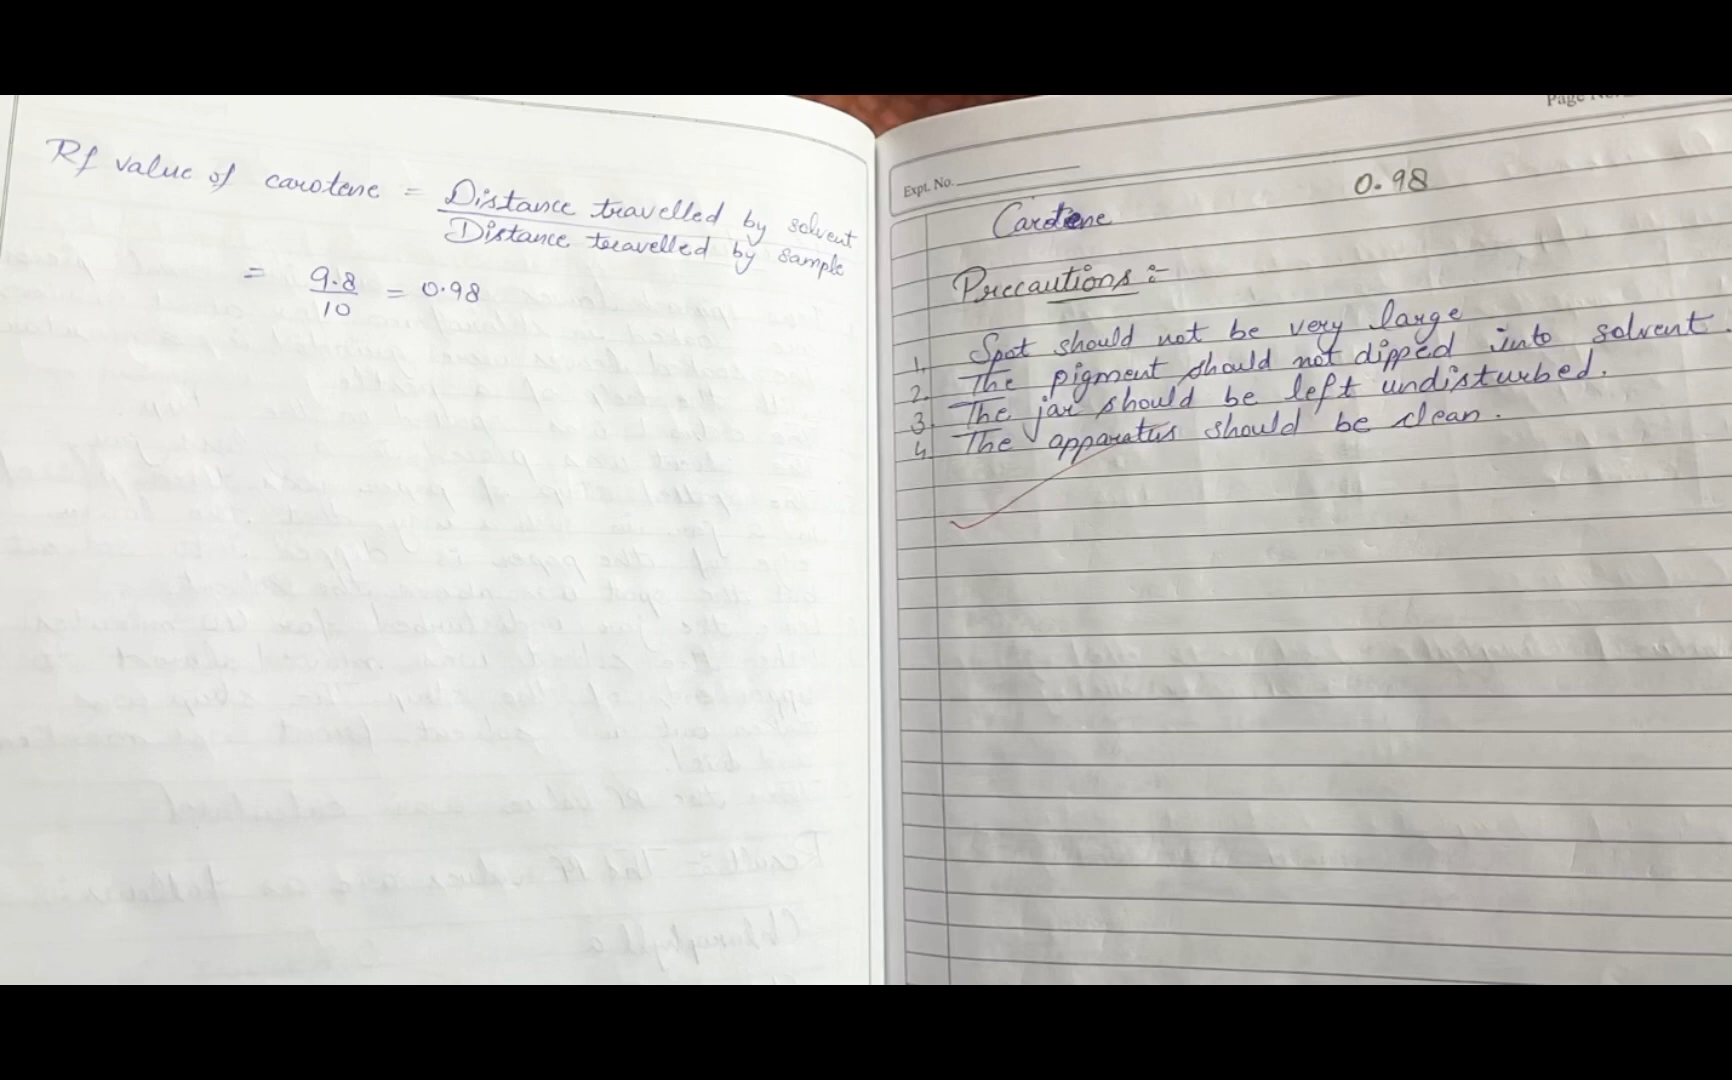 Rf value of carotene = Distance travelled by solvent
Distance travelled by sample
= 9.8
10 = 0.98
Expt. No.
Carotene 0.98
Precautions :-
1. Spot should not be very large
2. The pigment should not dipped into solvent.
3. The jar should be left undisturbed.
4. The apparatus should be clean.